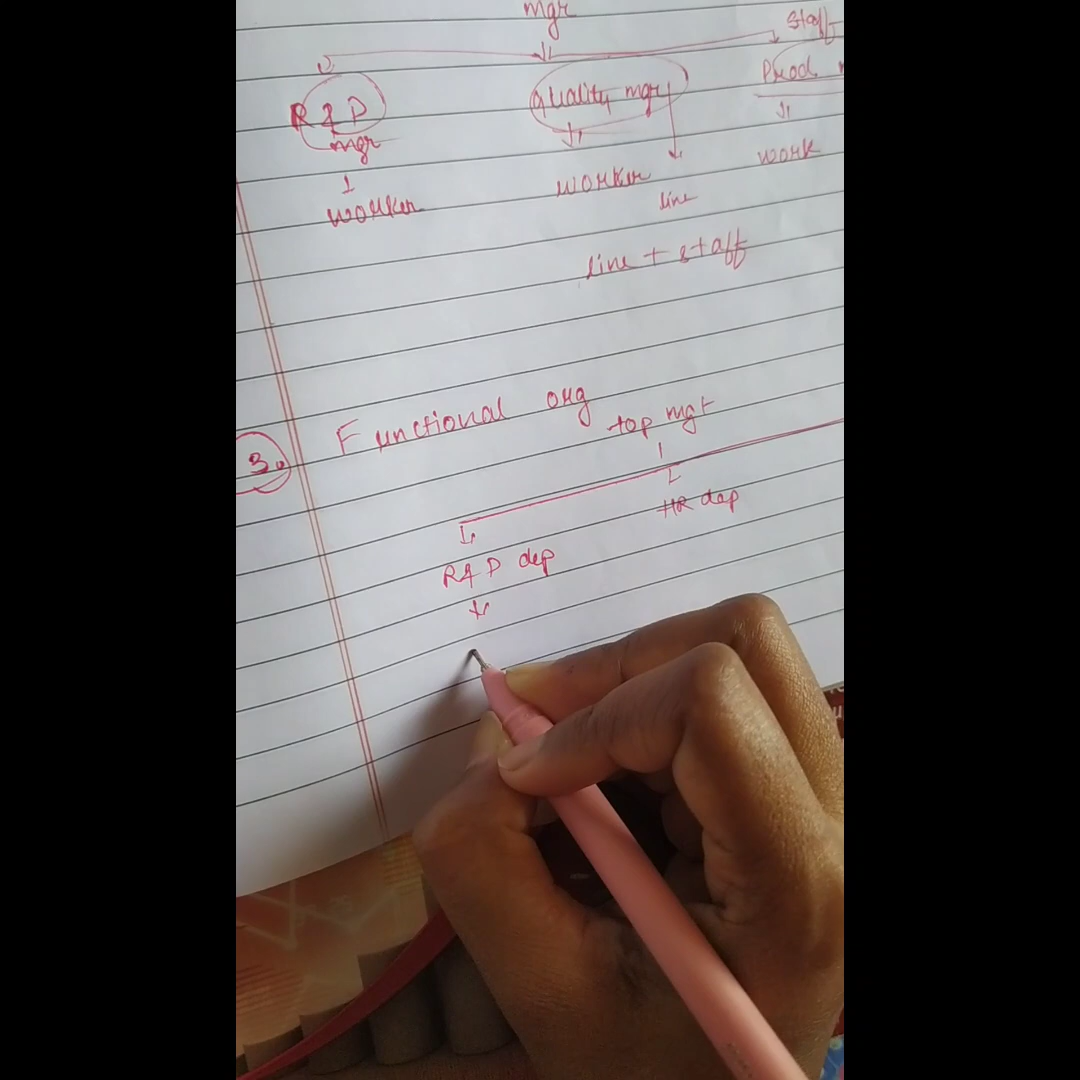 mgr
staff
R & D quality mgr Prod
mgr
worker worker work
line
line + staff
3. Functional org
top mgt
HR dep
R & D dep